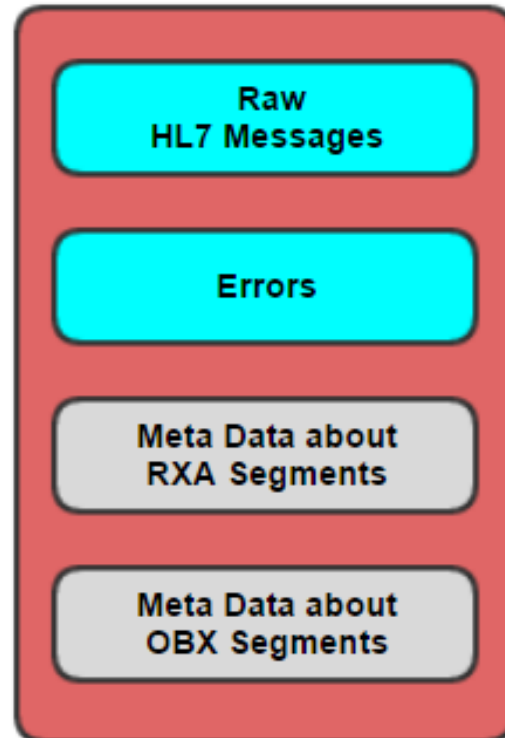 Raw
HL7 Messages
Errors
Meta Data about
RXA Segments
Meta Data about
OBX Segments